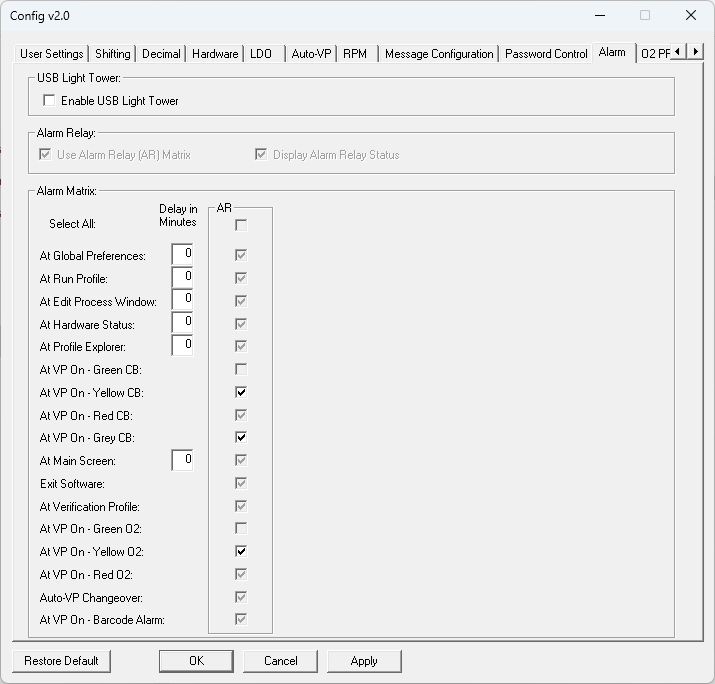 Config v2.0
User Settings Shifting Decimal Hardware LDO Auto-VP RPM Message Configuration Password Control Alarm O2 PF
USB Light Tower:
Enable USB Light Tower
Alarm Relay:
Use Alarm Relay (AR) Matrix Display Alarm Relay Status
Alarm Matrix:
Select All: Delay in Minutes AR
At Global Preferences: 0
At Run Profile: 0
At Edit Process Window: 0
At Hardware Status: 0
At Profile Explorer: 0
At VP On - Green CB:
At VP On - Yellow CB:
At VP On - Red CB:
At VP On - Grey CB:
At Main Screen: 0
Exit Software:
At Verification Profile:
At VP On - Green O2:
At VP On - Yellow O2:
At VP On - Red O2:
Auto-VP Changeover:
At VP On - Barcode Alarm:
Restore Default OK Cancel Apply